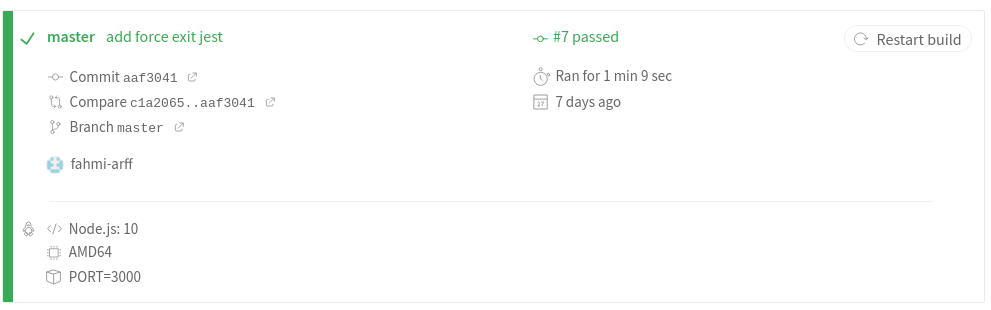 master add force exit jest
#7 passed
Restart build
Commit aaf3041
Compare c1a2065..aaf3041
Branch master
Ran for 1 min 9 sec
27
7 days ago
fahmi-arff
</> Node.js: 10
AMD64
PORT=3000